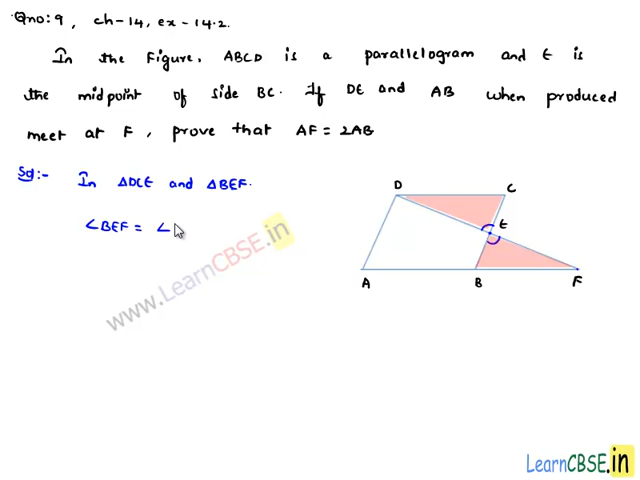 Qno: 9, ch-14, ex-14.2.
In the Figure, ABCD is a parallelogram and E is
the midpoint of side BC. If DE and AB when produced
meet at F, prove that AF = 2AB
Sol:- In ΔDCE and ΔBEF.
∠BEF = ∠
D C
E
A B F
www.LearnCBSE.in
LearnCBSE.in